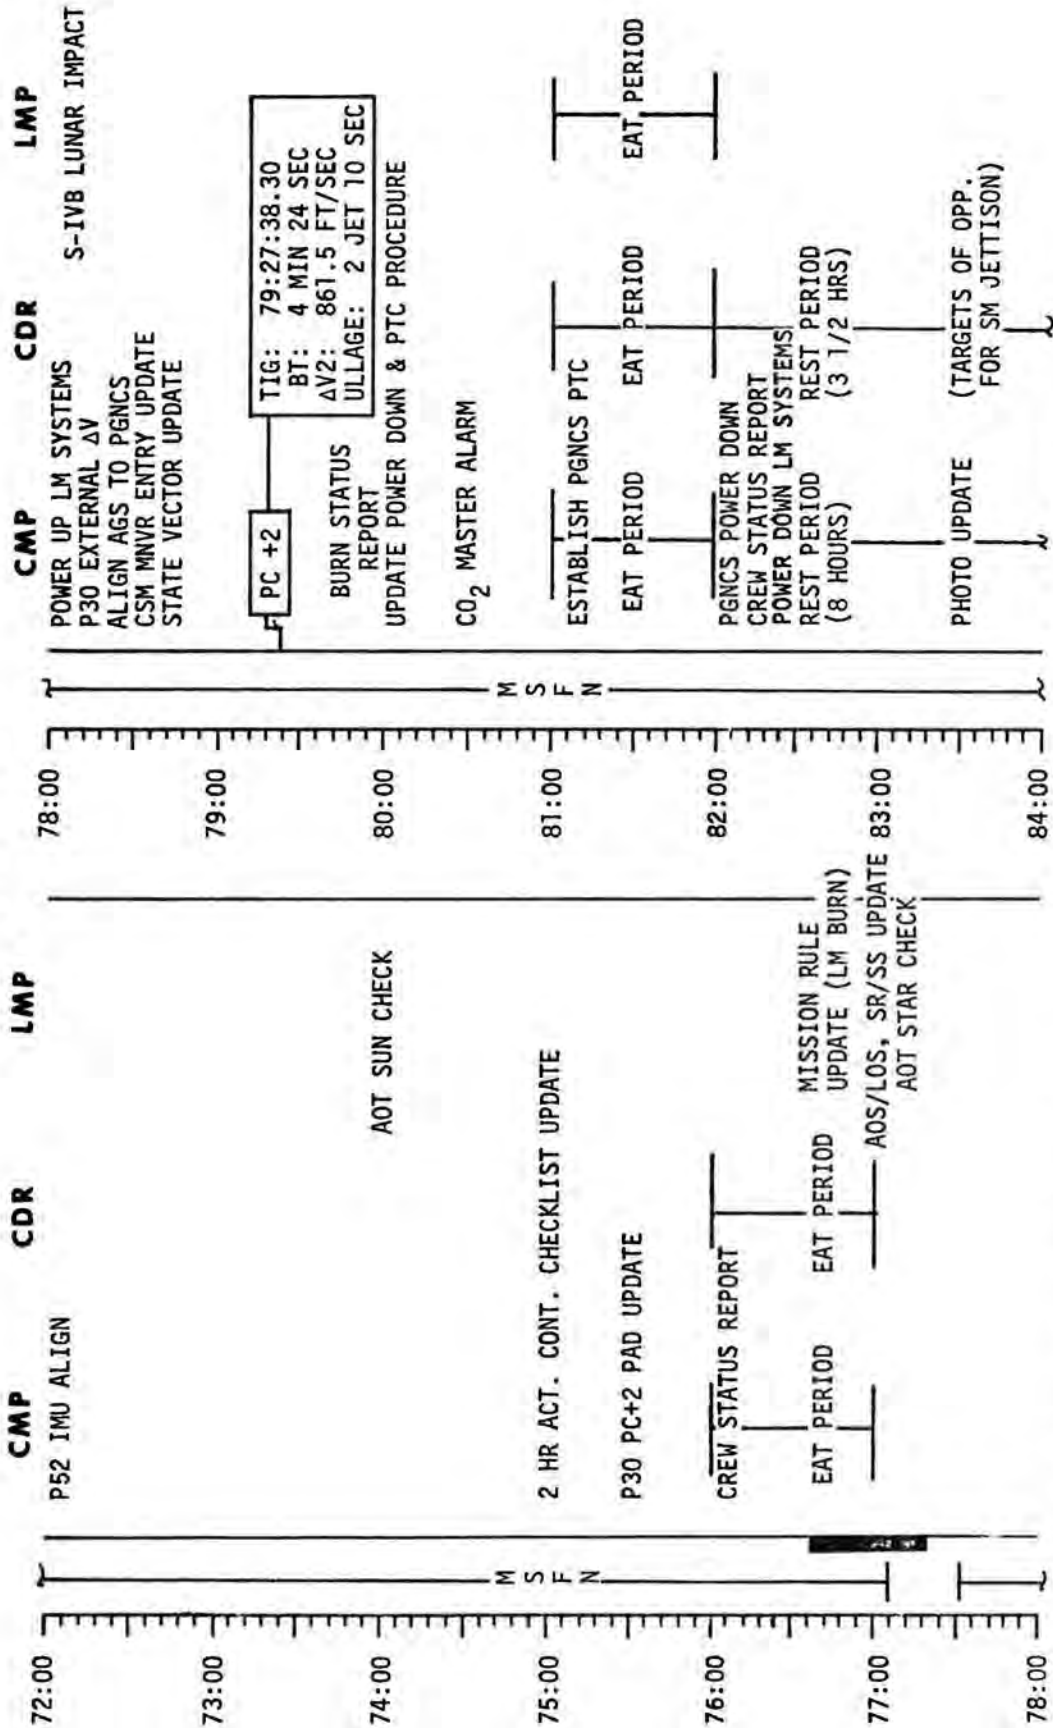 CMP CDR LMP
72:00
P52 IMU ALIGN
73:00
74:00
AOT SUN CHECK
75:00
2 HR ACT. CONT. CHECKLIST UPDATE
P30 PC+2 PAD UPDATE
76:00
CREW STATUS REPORT
EAT PERIOD
EAT PERIOD
MISSION RULE
UPDATE (LM BURN)
77:00
AOS/LOS, SR/SS UPDATE
AOT STAR CHECK
78:00
MSFN
CMP CDR LMP
78:00
POWER UP LM SYSTEMS
P30 EXTERNAL ΔV
S-IVB LUNAR IMPACT
ALIGN AGS TO PGNCS
CSM MNVR ENTRY UPDATE
STATE VECTOR UPDATE
79:00
PC +2
TIG: 79:27:38.30
BT: 4 MIN 24 SEC
ΔV2: 861.5 FT/SEC
ULLAGE: 2 JET 10 SEC
BURN STATUS
REPORT
80:00
UPDATE POWER DOWN & PTC PROCEDURE
CO2 MASTER ALARM
81:00
ESTABLISH PGNCS PTC
EAT PERIOD
EAT PERIOD
EAT PERIOD
82:00
PGNCS POWER DOWN
CREW STATUS REPORT
POWER DOWN LM SYSTEMS
REST PERIOD
(8 HOURS)
REST PERIOD
(3 1/2 HRS)
83:00
PHOTO UPDATE
(TARGETS OF OPP.
FOR SM JETTISON)
84:00
MSFN